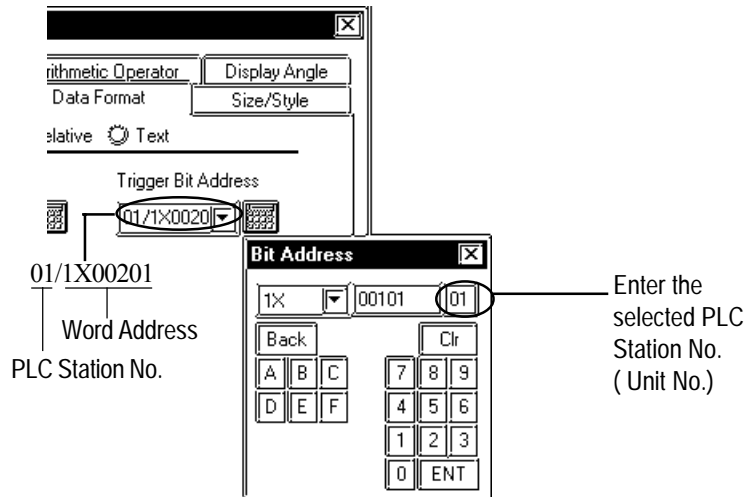 rithmetic Operator
Display Angle
Data Format
Size/Style
elative
Text
Trigger Bit Address
01/1X0020
01/1X00201
Word Address
PLC Station No.
Bit Address
1X
00101
01
Back
Clr
A B C
7 8 9
D E F
4 5 6
1 2 3
0 ENT
Enter the
selected PLC
Station No.
( Unit No.)